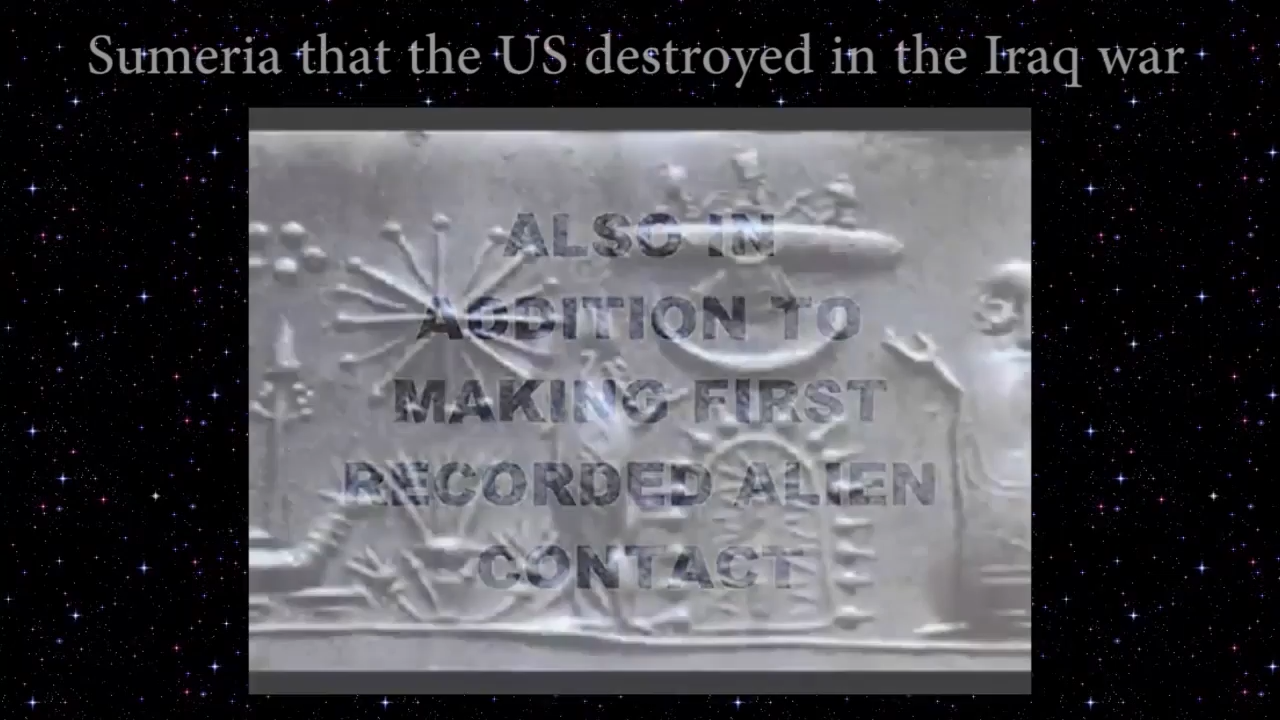 Sumeria that the US destroyed in the Iraq war
ALSO IN
ADDITION TO
MAKING FIRST
RECORDED ALIEN
CONTACT